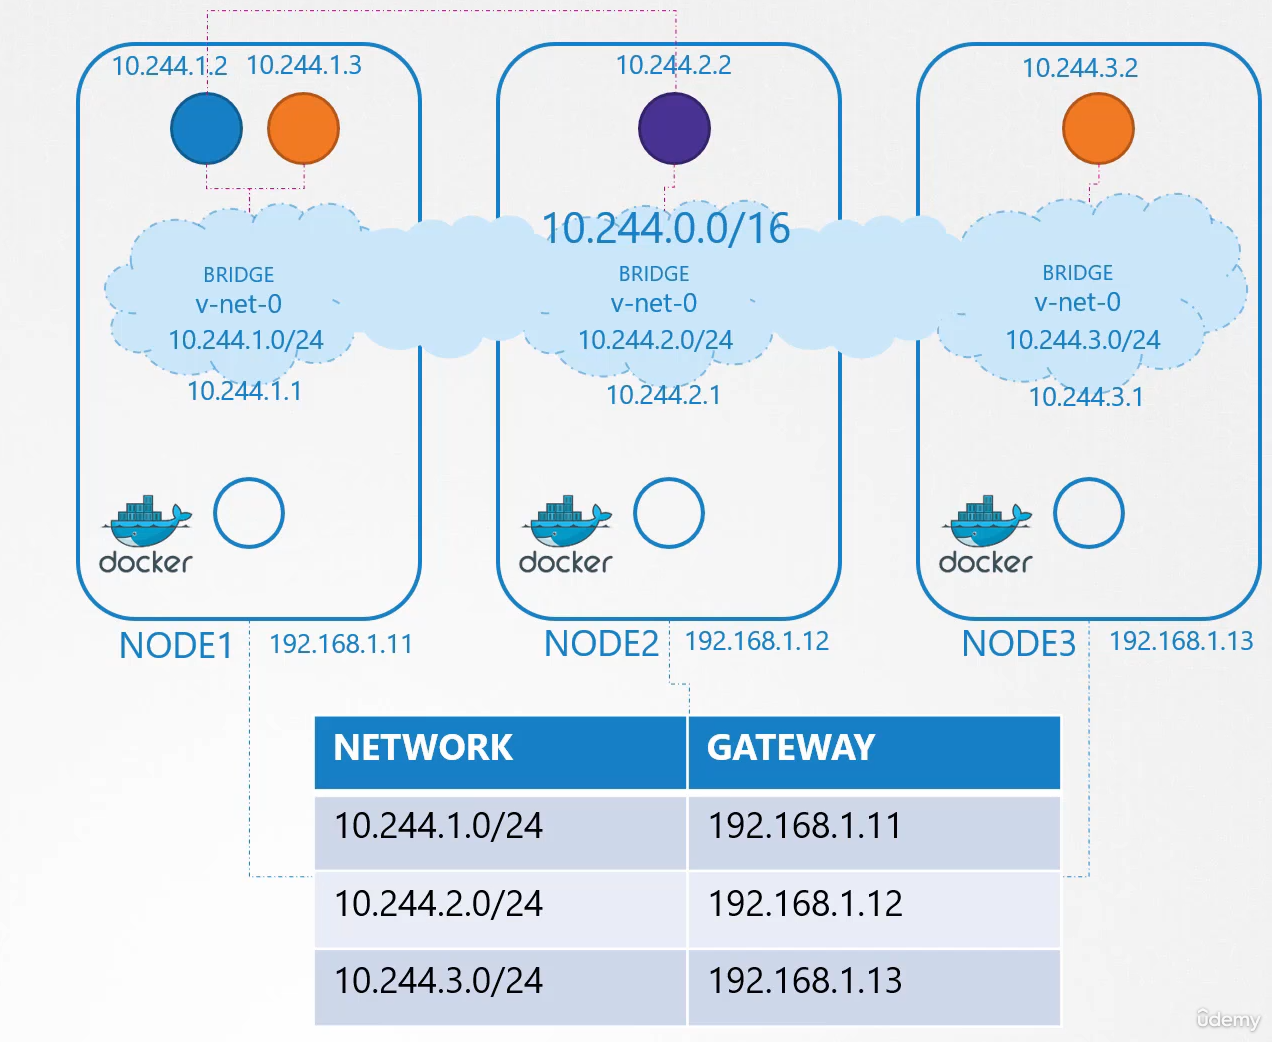 10.244.1.2 10.244.1.3
10.244.2.2
10.244.3.2
10.244.0.0/16
BRIDGE
v-net-0
10.244.1.0/24
10.244.1.1
BRIDGE
v-net-0
10.244.2.0/24
10.244.2.1
BRIDGE
v-net-0
10.244.3.0/24
10.244.3.1
docker
docker
docker
NODE1 192.168.1.11
NODE2 192.168.1.12
NODE3 192.168.1.13
NETWORK GATEWAY
10.244.1.0/24 192.168.1.11
10.244.2.0/24 192.168.1.12
10.244.3.0/24 192.168.1.13
ûdemy